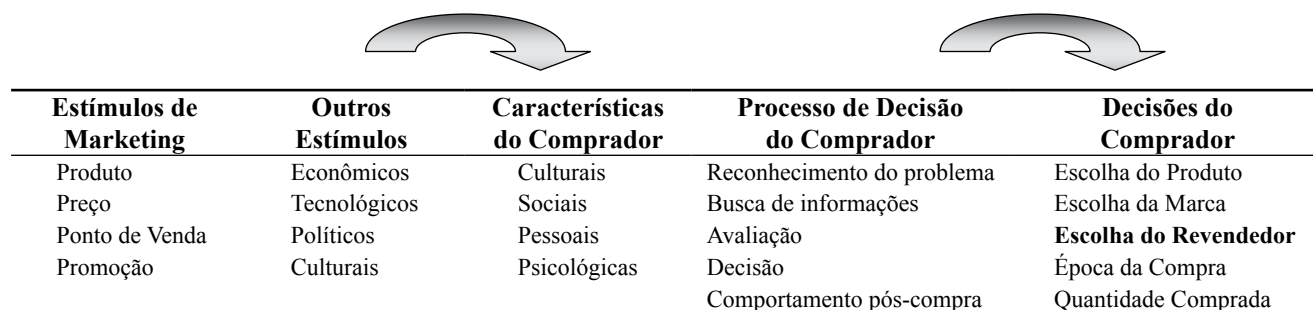 Estímulos de Marketing Outros Estímulos Características do Comprador Processo de Decisão do Comprador Decisões do Comprador
Produto Econômicos Culturais Reconhecimento do problema Escolha do Produto
Preço Tecnológicos Sociais Busca de informações Escolha da Marca
Ponto de Venda Políticos Pessoais Avaliação Escolha do Revendedor
Promoção Culturais Psicológicas Decisão Época da Compra
Comportamento pós-compra Quantidade Comprada